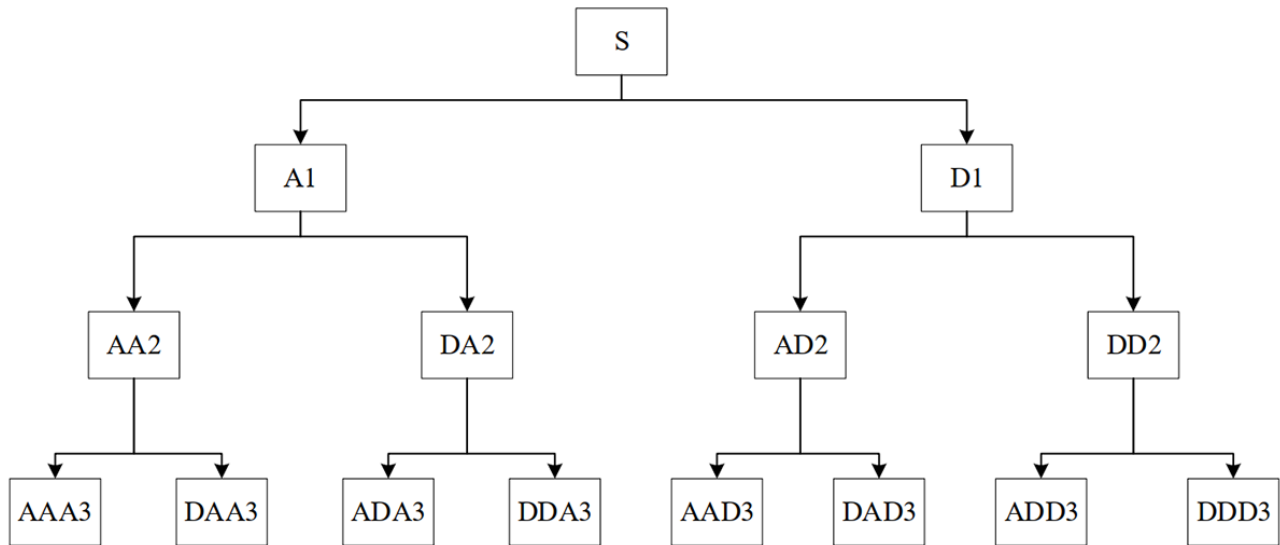 S
A1 D1
AA2 DA2 AD2 DD2
AAA3 DAA3 ADA3 DDA3 AAD3 DAD3 ADD3 DDD3